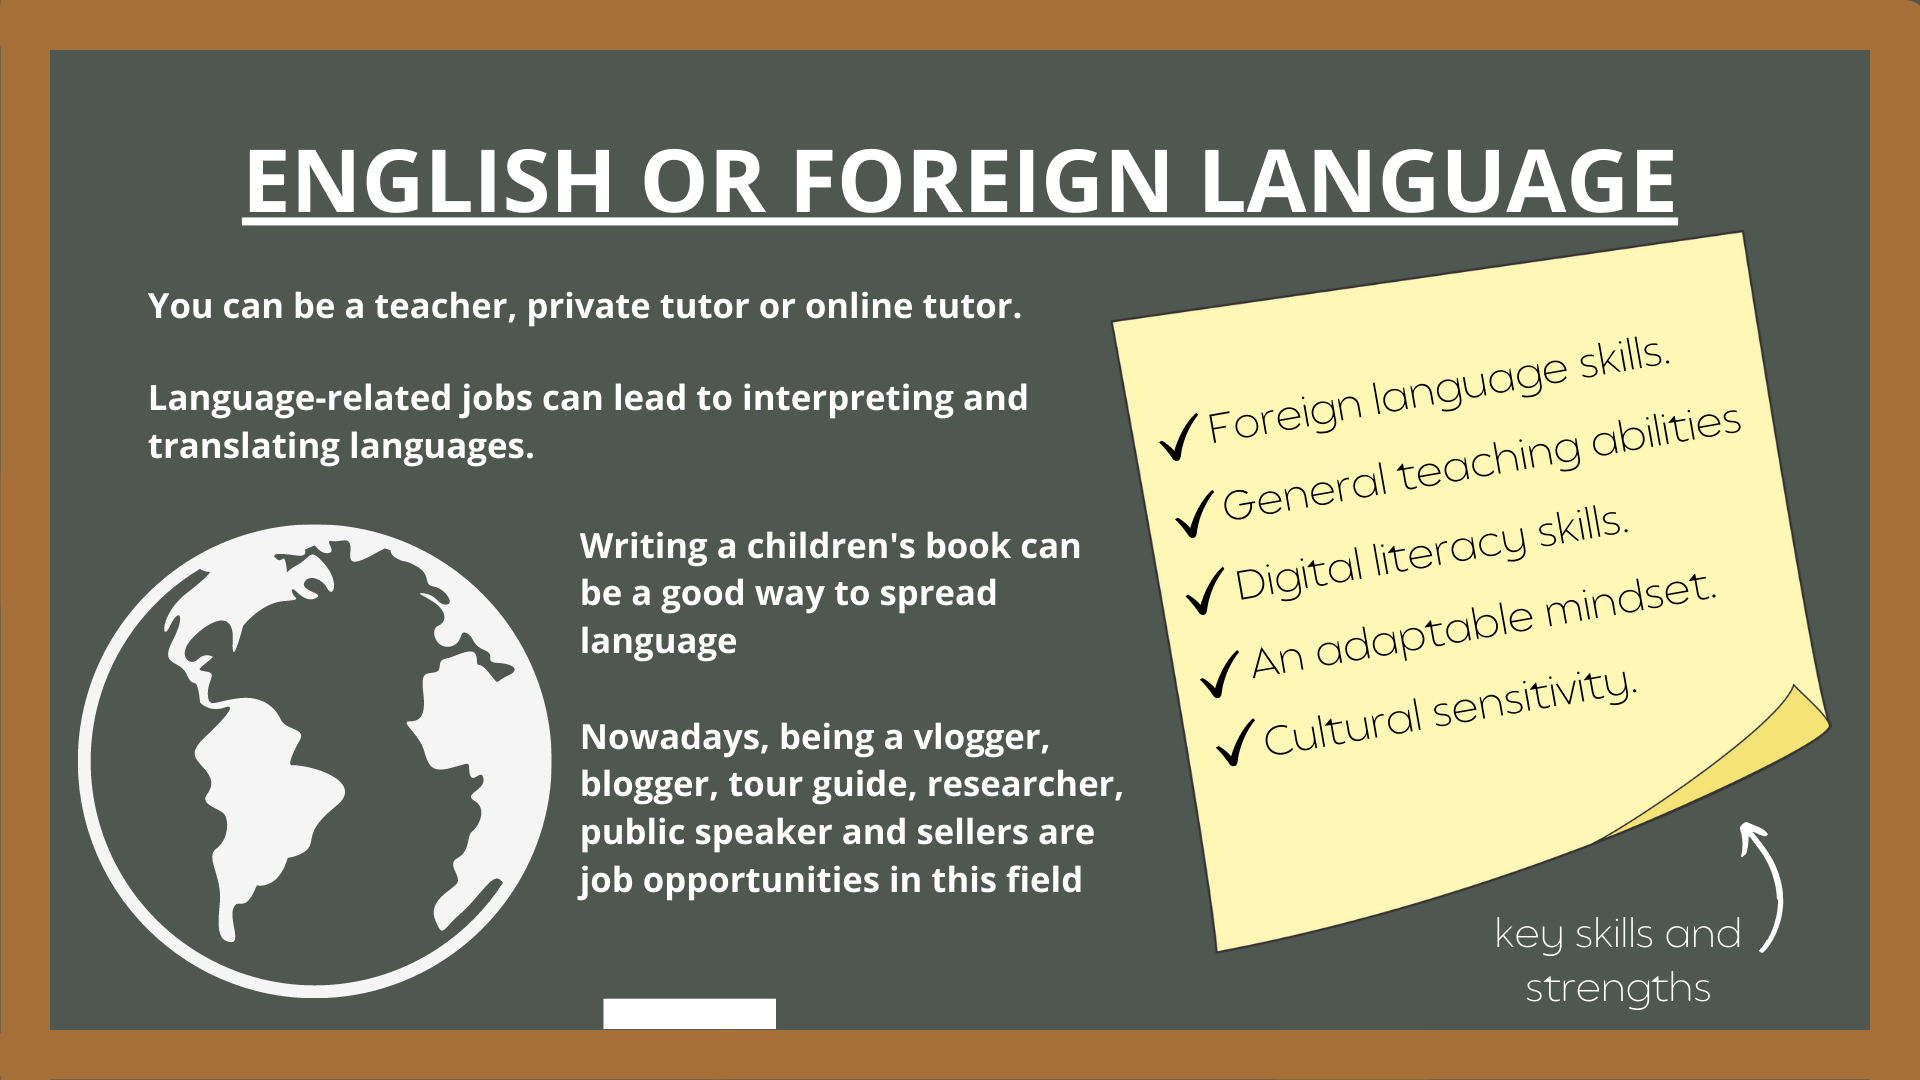 ENGLISH OR FOREIGN LANGUAGE
You can be a teacher, private tutor or online tutor.
Language-related jobs can lead to interpreting and
translating languages.
Writing a children's book can
be a good way to spread
language
Nowadays, being a vlogger,
blogger, tour guide, researcher,
public speaker and sellers are
job opportunities in this field
Foreign language skills.
General teaching abilities
Digital literacy skills.
An adaptable mindset.
Cultural sensitivity.
key skills and
strengths